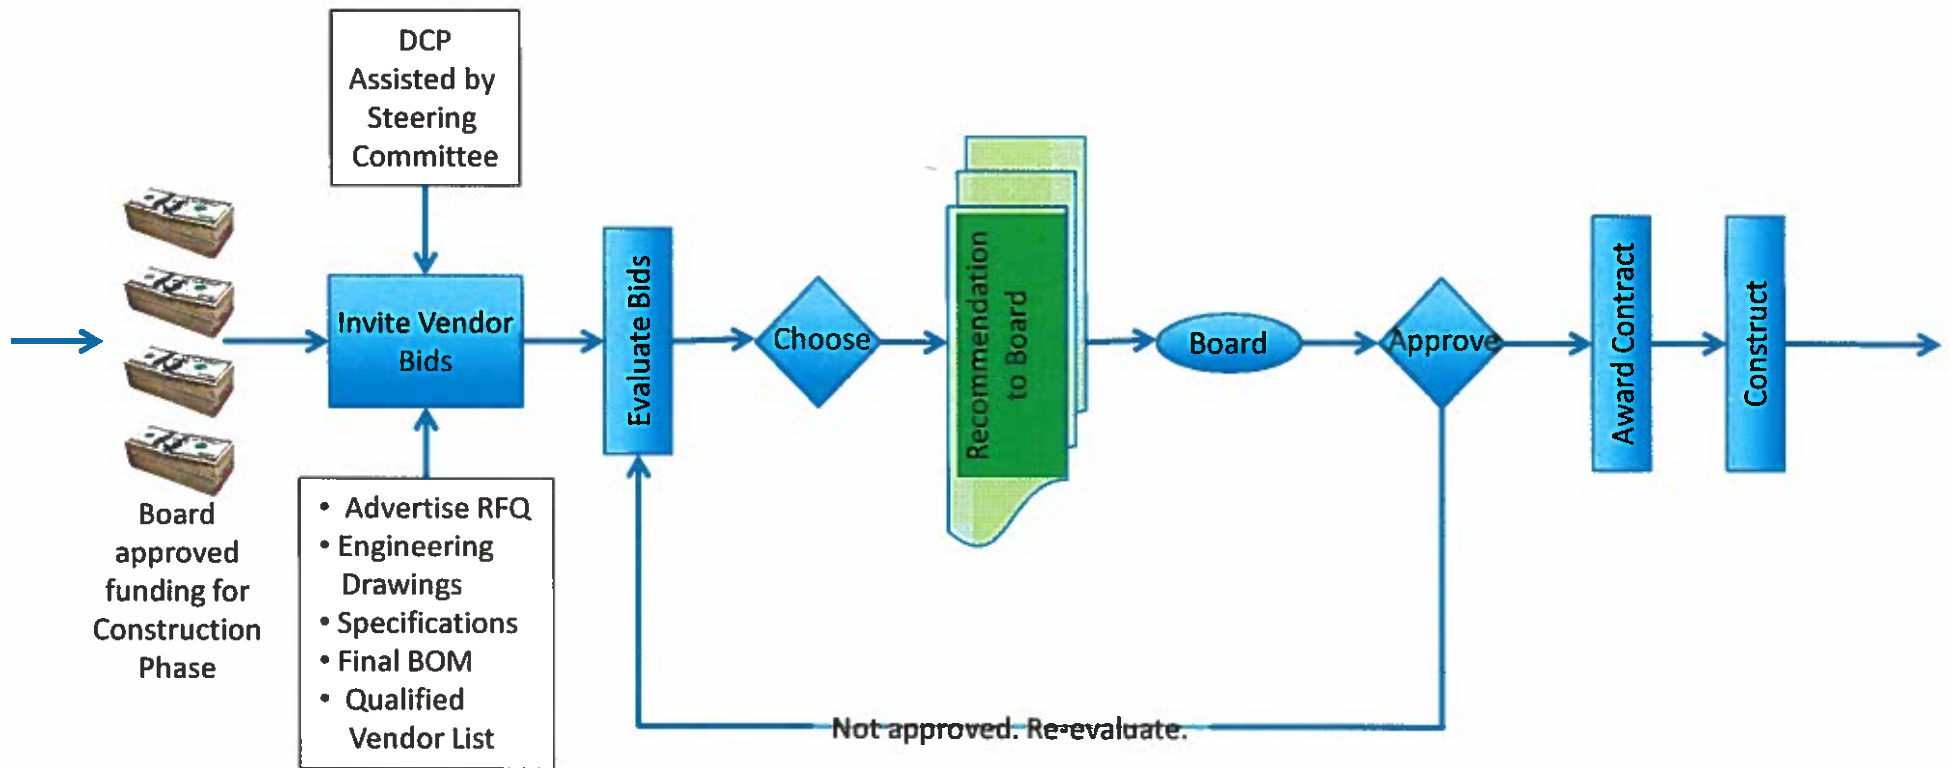 DCP
Assisted by
Steering
Committee
Board
approved
funding for
Construction
Phase
Invite Vendor
Bids
• Advertise RFQ
• Engineering
Drawings
• Specifications
• Final BOM
• Qualified
Vendor List
Evaluate Bids
Choose
Recommendation
to Board
Board
Approve
Award Contract
Construct
Not approved. Re-evaluate.